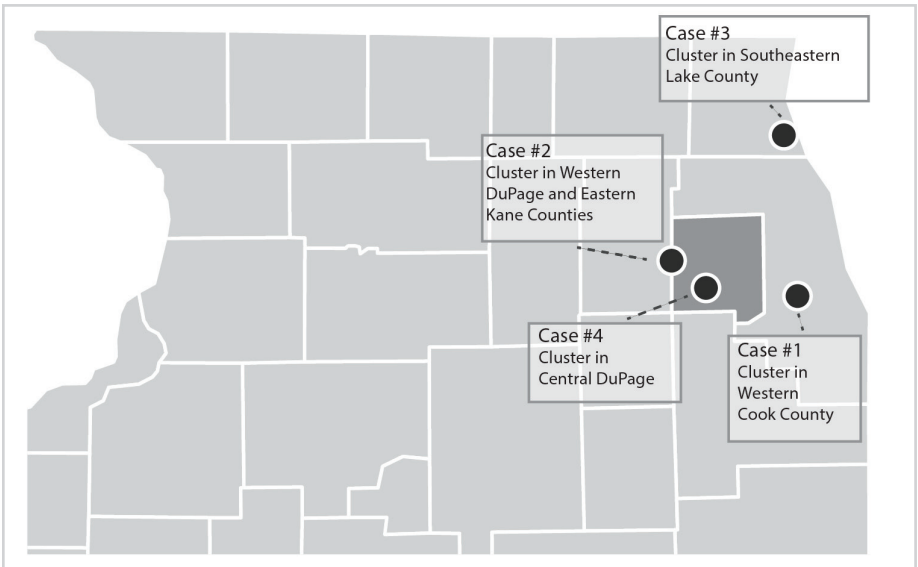 Case #3
Cluster in Southeastern
Lake County
Case #2
Cluster in Western
DuPage and Eastern
Kane Counties
Case #4
Cluster in
Central DuPage
Case #1
Cluster in
Western
Cook County